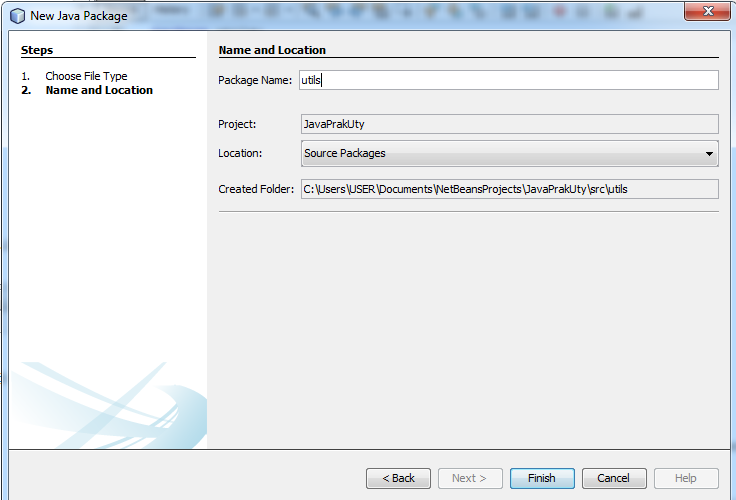 New Java Package
Steps
1. Choose File Type
2. Name and Location
Name and Location
Package Name: utils
Project: JavaPrakUty
Location: Source Packages
Created Folder: C:\Users\USER\Documents\NetBeansProjects\JavaPrakUty\src\utils
< Back Next > Finish Cancel Help